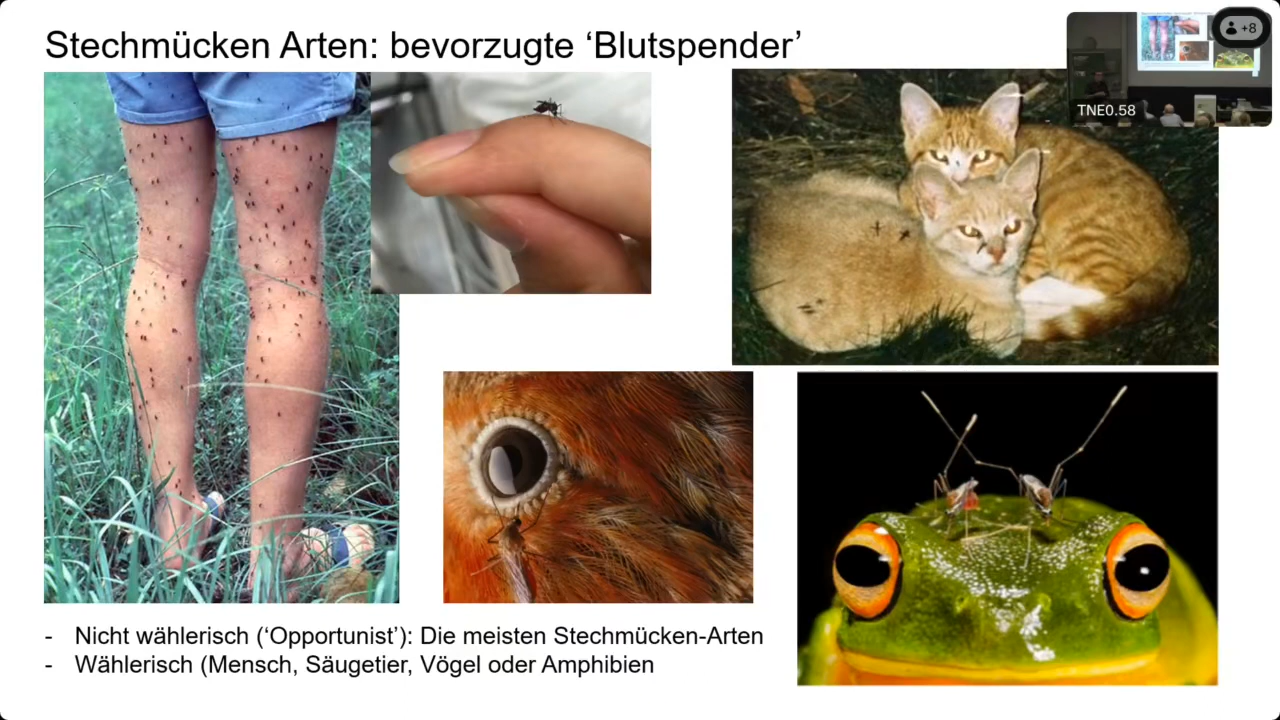 Stechmücken Arten: bevorzugte ‘Blutspender’
+8
TNE0.58
- Nicht wählerisch (‘Opportunist’): Die meisten Stechmücken-Arten
- Wählerisch (Mensch, Säugetier, Vögel oder Amphibien